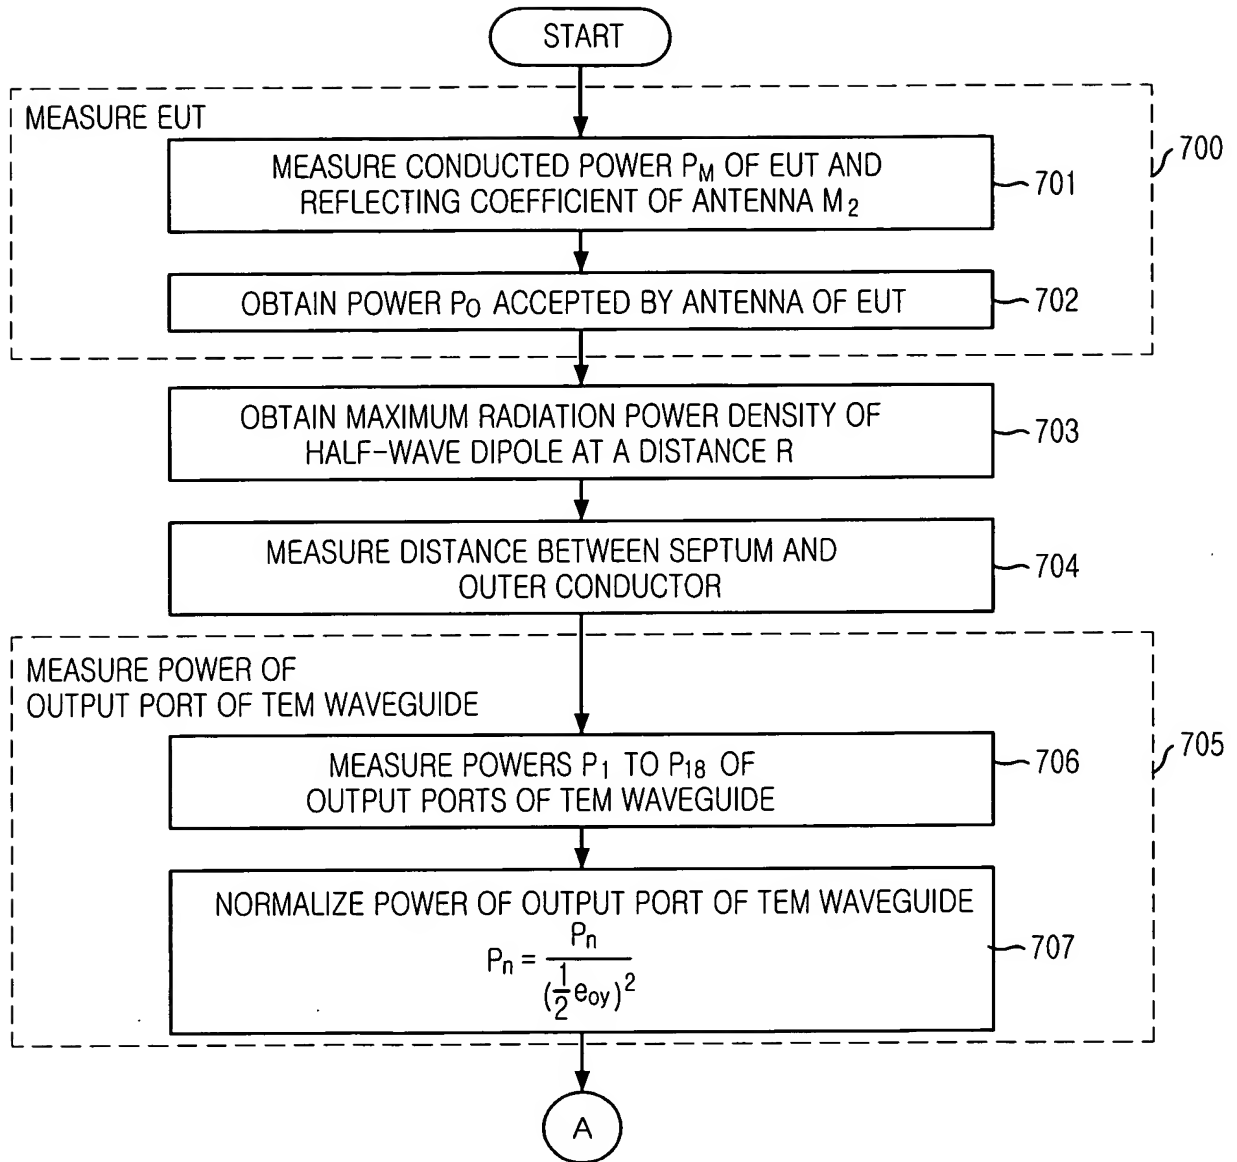 START
MEASURE EUT
700
MEASURE CONDUCTED POWER PM OF EUT AND
REFLECTING COEFFICIENT OF ANTENNA M2
701
OBTAIN POWER PO ACCEPTED BY ANTENNA OF EUT
702
OBTAIN MAXIMUM RADIATION POWER DENSITY OF
HALF-WAVE DIPOLE AT A DISTANCE R
703
MEASURE DISTANCE BETWEEN SEPTUM AND
OUTER CONDUCTOR
704
MEASURE POWER OF
OUTPUT PORT OF TEM WAVEGUIDE
705
MEASURE POWERS P1 TO P18 OF
OUTPUT PORTS OF TEM WAVEGUIDE
706
NORMALIZE POWER OF OUTPUT PORT OF TEM WAVEGUIDE
Pn = Pn / (1/2 eoy)2
707
A